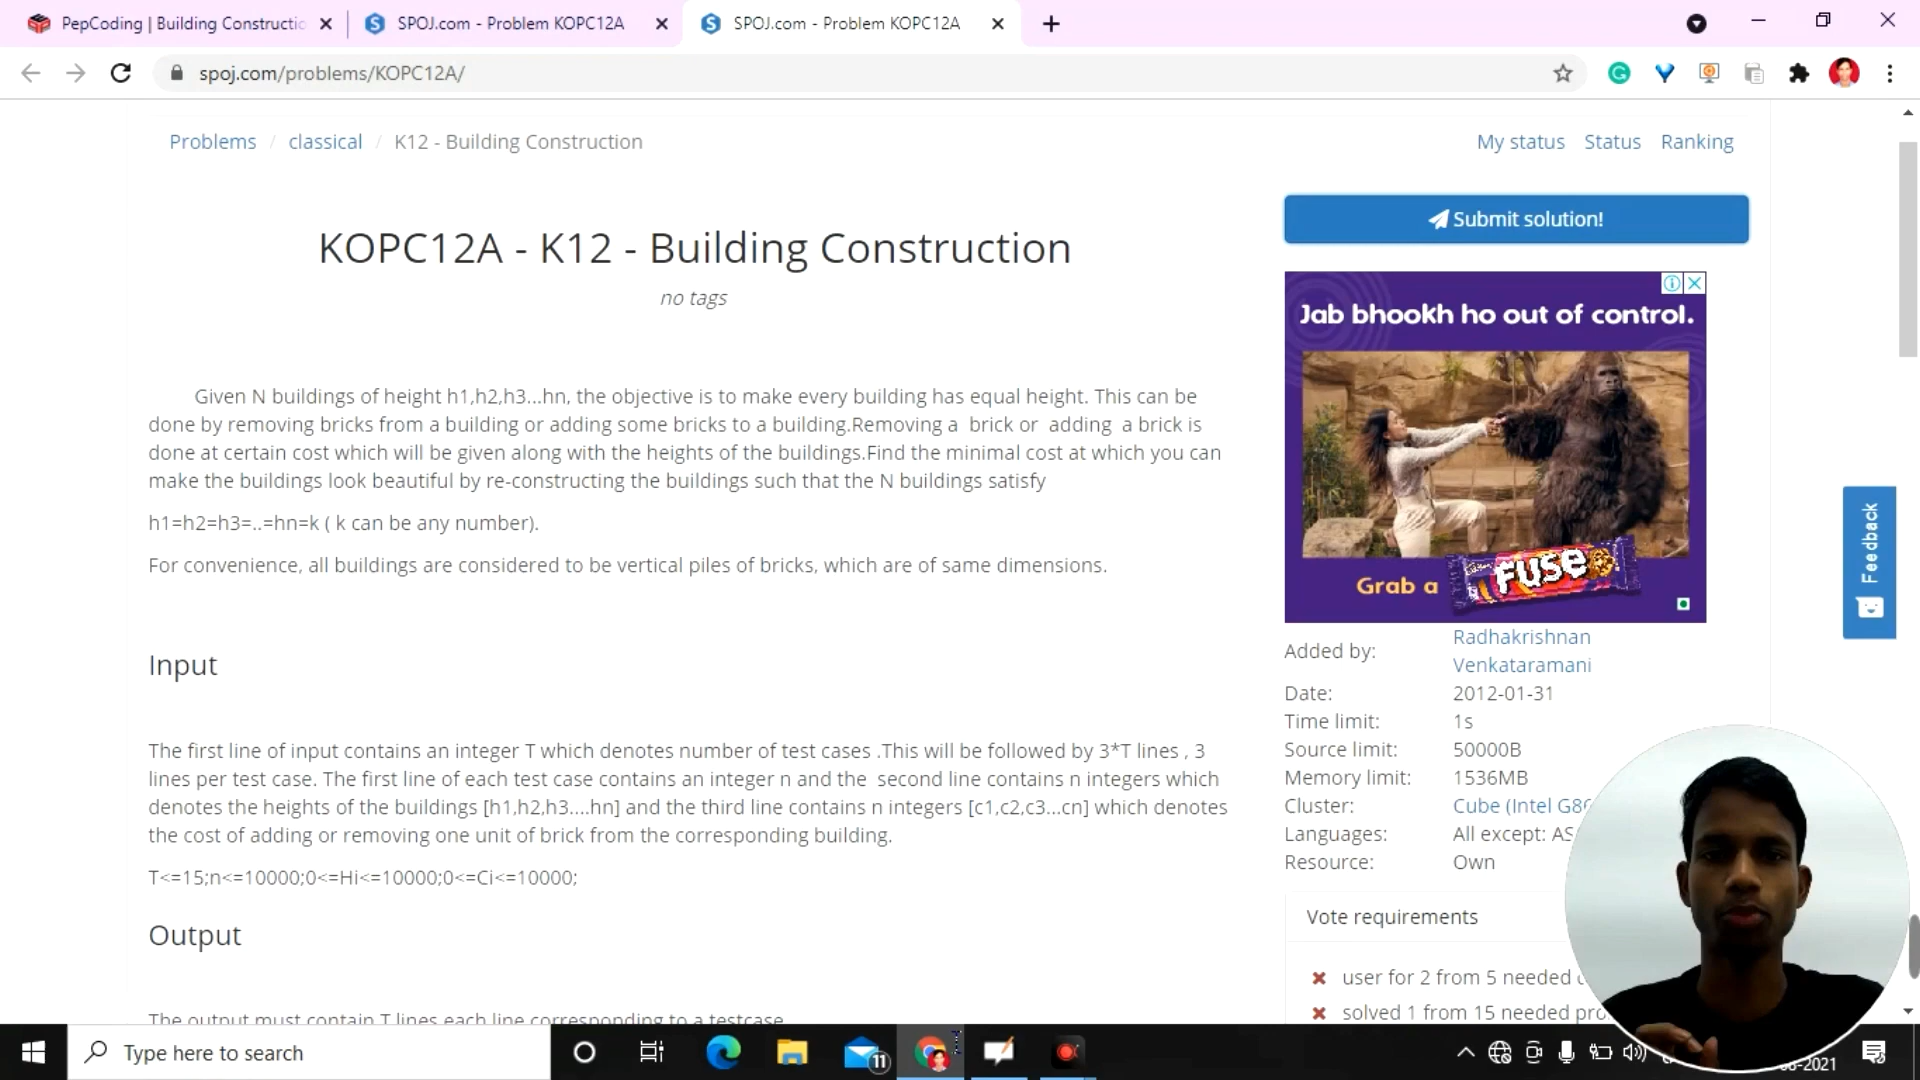 PepCoding | Building Constructio
SPOJ.com - Problem KOPC12A
SPOJ.com - Problem KOPC12A
spoj.com/problems/KOPC12A/
Problems / classical / K12 - Building Construction
My status Status Ranking
Submit solution!
KOPC12A - K12 - Building Construction
no tags
Jab bhookh ho out of control.
Grab a FUSE
Given N buildings of height h1,h2,h3...hn, the objective is to make every building has equal height. This can be
done by removing bricks from a building or adding some bricks to a building.Removing a brick or adding a brick is
done at certain cost which will be given along with the heights of the buildings.Find the minimal cost at which you can
make the buildings look beautiful by re-constructing the buildings such that the N buildings satisfy
h1=h2=h3=..=hn=k ( k can be any number).
For convenience, all buildings are considered to be vertical piles of bricks, which are of same dimensions.
Feedback
Input
The first line of input contains an integer T which denotes number of test cases .This will be followed by 3*T lines , 3
lines per test case. The first line of each test case contains an integer n and the second line contains n integers which
denotes the heights of the buildings [h1,h2,h3....hn] and the third line contains n integers [c1,c2,c3...cn] which denotes
the cost of adding or removing one unit of brick from the corresponding building.
T<=15;n<=10000;0<=Hi<=10000;0<=Ci<=10000;
Output
The output must contain T lines each line corresponding to a testcase.
Added by: Radhakrishnan
Venkataramani
Date: 2012-01-31
Time limit: 1s
Source limit: 50000B
Memory limit: 1536MB
Cluster: Cube (Intel G86
Languages: All except: AS
Resource: Own
Vote requirements
user for 2 from 5 needed
solved 1 from 15 needed pro
Type here to search
11
-2021